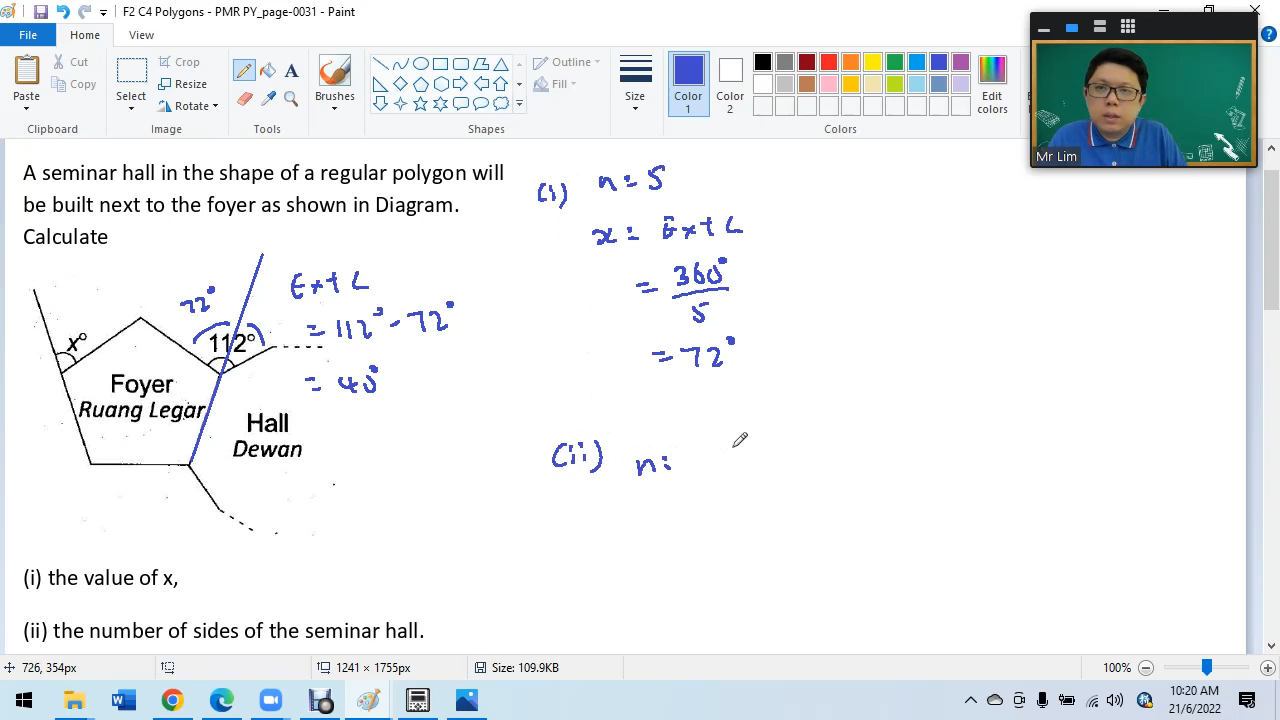 F2 C4 Polygons - PMR PY_page-0031 - Paint
File
Home
View
Paste
Cut
Copy
Clipboard
Select
Crop
Resize
Rotate
Image
A
Tools
Brushes
Shapes
Outline
Fill
Size
Color 1
Color 2
Edit colors
Colors
Mr Lim
A seminar hall in the shape of a regular polygon will
be built next to the foyer as shown in Diagram.
Calculate
72°
x°
112°
Foyer
Ruang Legar
Hall
Dewan
Ext ∠
= 112° - 72°
= 40°
(i) n = 5
x = Ext ∠
= 360°
5
= 72°
(ii) n =
(i) the value of x,
(ii) the number of sides of the seminar hall.
726, 354px
1241 × 1755px
Size: 109.9KB
100%
10:20 AM
21/6/2022